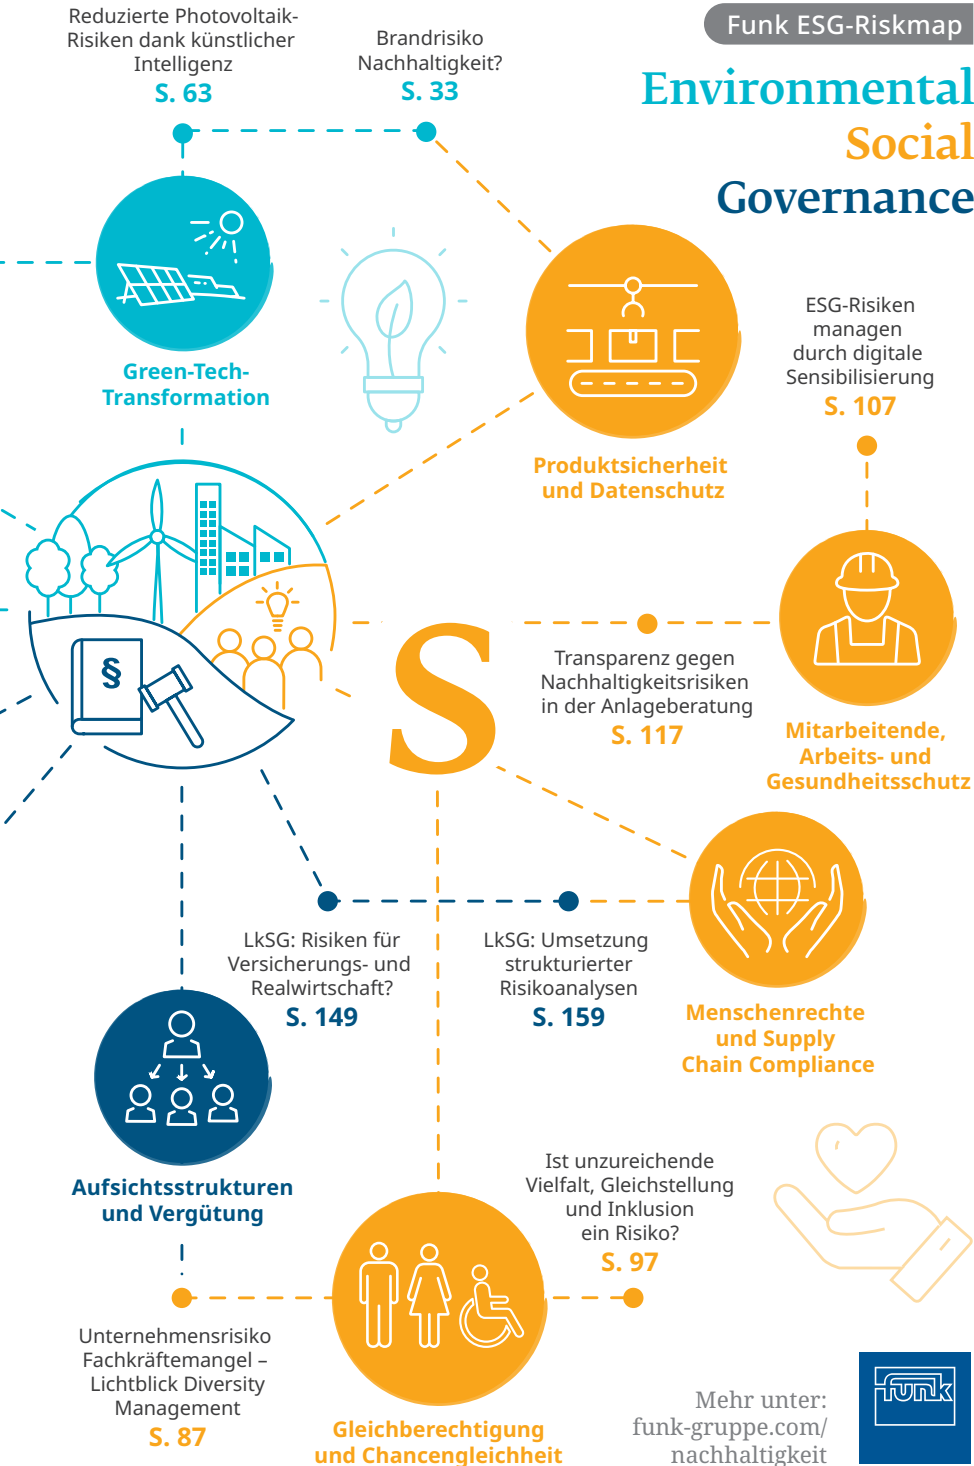 Funk ESG-Riskmap
Environmental
Social
Governance
Reduzierte Photovoltaik-
Risiken dank künstlicher
Intelligenz
S. 63
Brandrisiko
Nachhaltigkeit?
S. 33
Green-Tech-
Transformation
Produktsicherheit
und Datenschutz
ESG-Risiken
managen
durch digitale
Sensibilisierung
S. 107
§
S
Transparenz gegen
Nachhaltigkeitsrisiken
in der Anlageberatung
S. 117
Mitarbeitende,
Arbeits- und
Gesundheitsschutz
LkSG: Risiken für
Versicherungs- und
Realwirtschaft?
S. 149
LkSG: Umsetzung
strukturierter
Risikoanalysen
S. 159
Menschenrechte
und Supply
Chain Compliance
Aufsichtsstrukturen
und Vergütung
Ist unzureichende
Vielfalt, Gleichstellung
und Inklusion
ein Risiko?
S. 97
Unternehmensrisiko
Fachkräftemangel –
Lichtblick Diversity
Management
S. 87
Gleichberechtigung
und Chancengleichheit
Mehr unter:
funk-gruppe.com/
nachhaltigkeit
funk